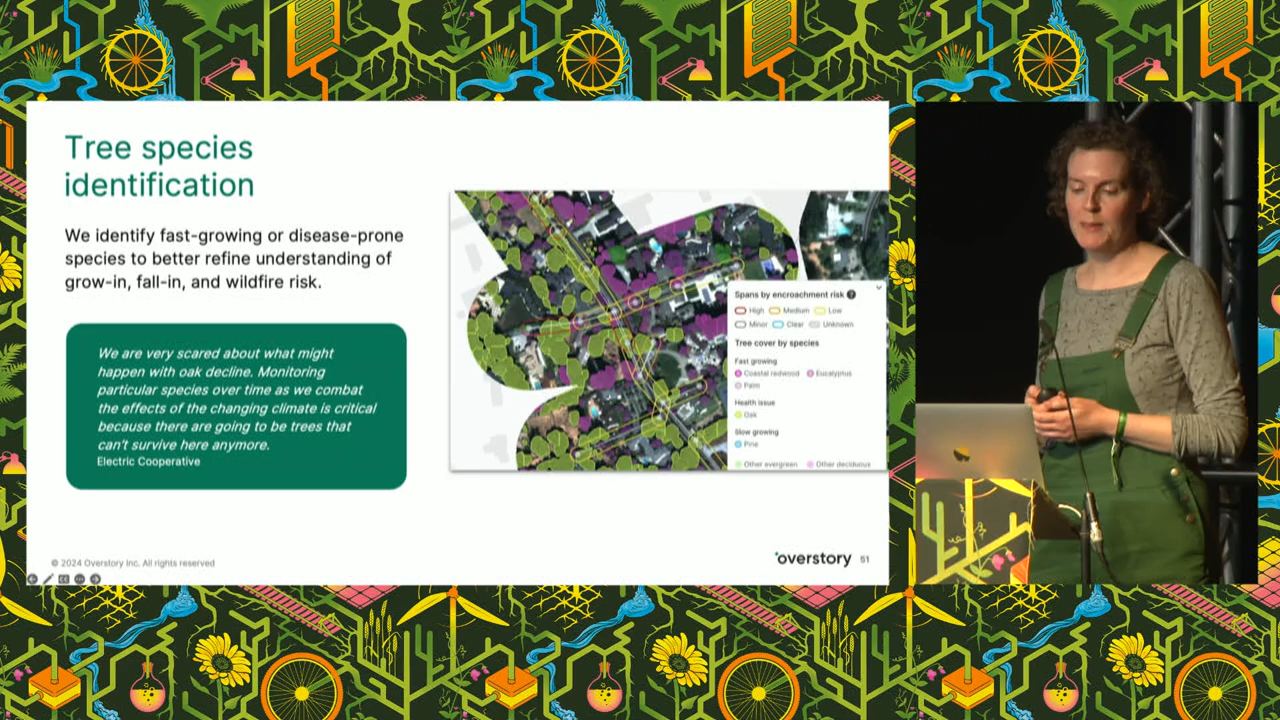 Tree species
identification
We identify fast-growing or disease-prone
species to better refine understanding of
grow-in, fall-in, and wildfire risk.
We are very scared about what might
happen with oak decline. Monitoring
particular species over time as we combat
the effects of the changing climate is critical
because there are going to be trees that
can't survive here anymore.
Electric Cooperative
Spans by encroachment risk ?
High Medium Low
Minor Clear Unknown
Tree cover by species
Fast growing
Coastal redwood Eucalyptus
Palm
Health issue
Oak
Slow growing
Pine
Other evergreen Other deciduous
© 2024 Overstory Inc. All rights reserved
overstory 51